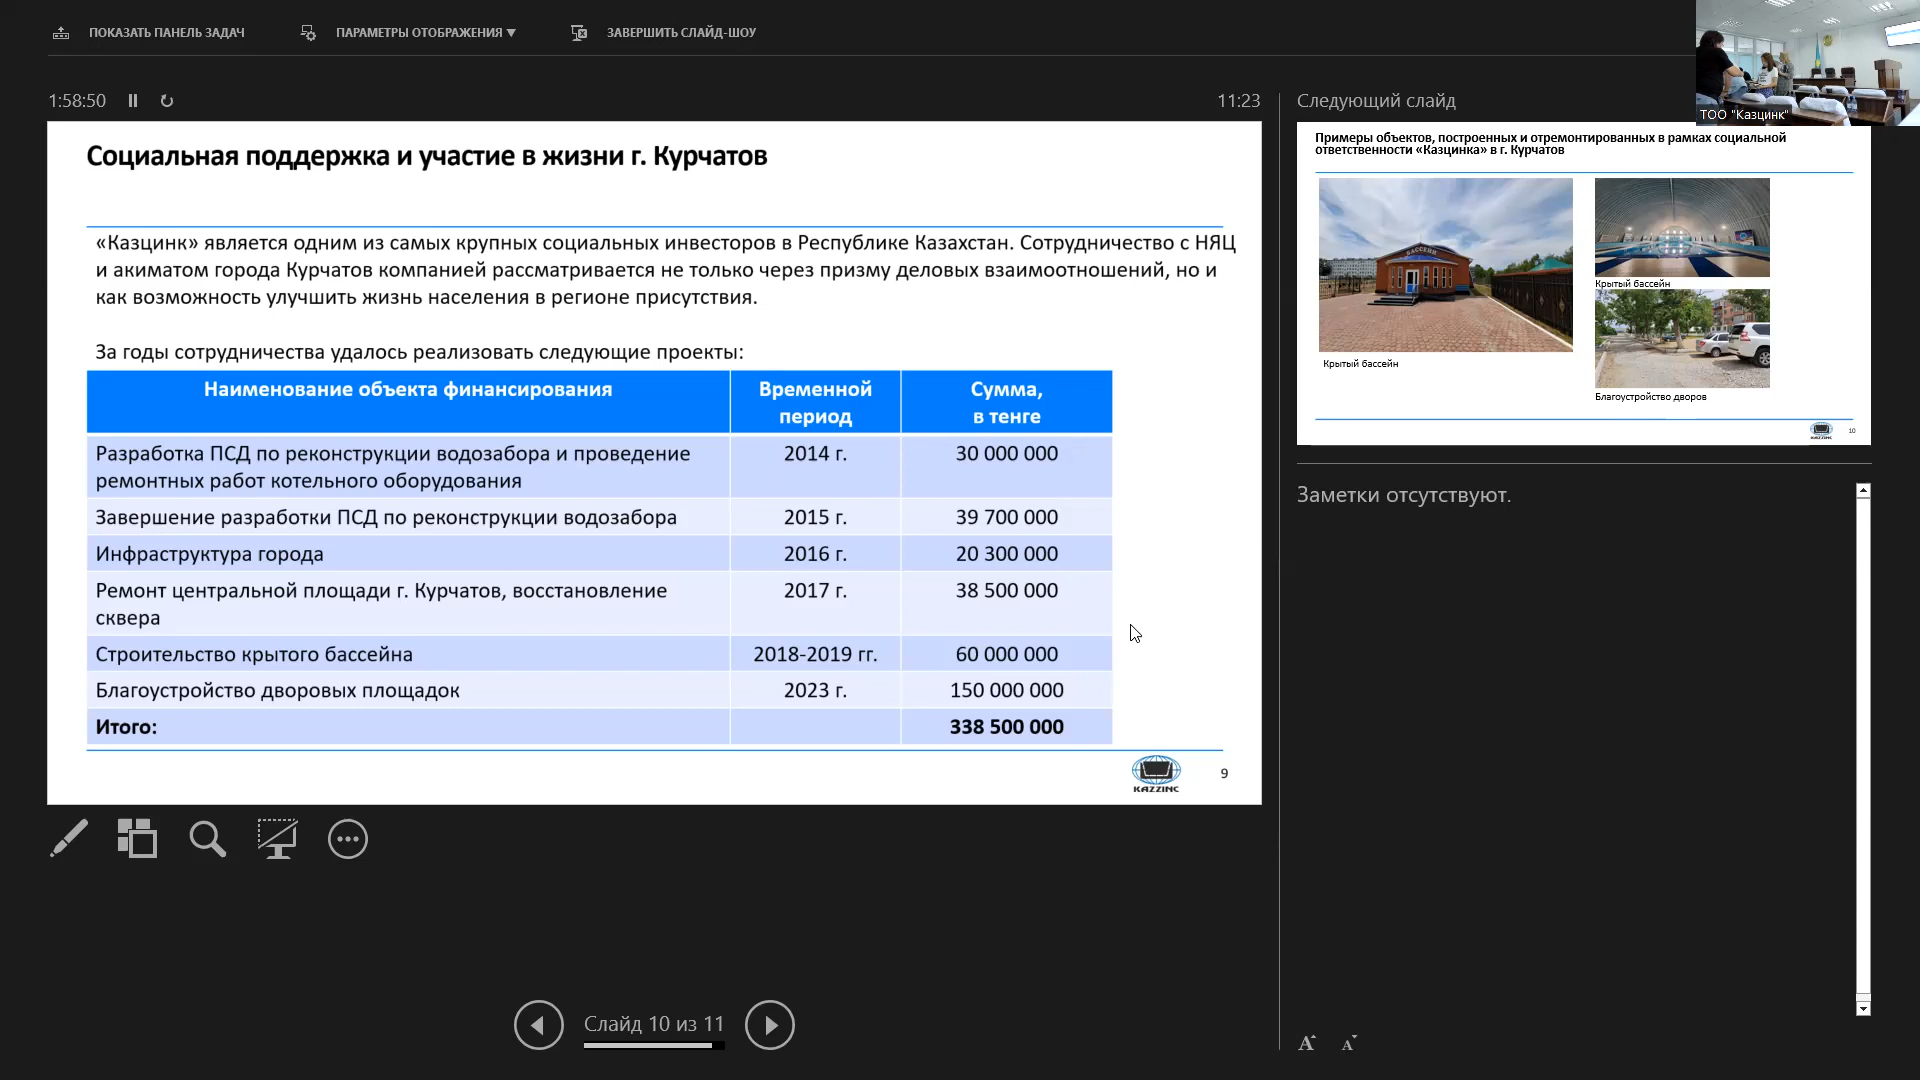 ПОКАЗАТЬ ПАНЕЛЬ ЗАДАЧ
ПАРАМЕТРЫ ОТОБРАЖЕНИЯ ▼
ЗАВЕРШИТЬ СЛАЙД-ШОУ
1:58:50
11:23
Социальная поддержка и участие в жизни г. Курчатов
«Казцинк» является одним из самых крупных социальных инвесторов в Республике Казахстан. Сотрудничество с НЯЦ
и акиматом города Курчатов компанией рассматривается не только через призму деловых взаимоотношений, но и
как возможность улучшить жизнь населения в регионе присутствия.
За годы сотрудничества удалось реализовать следующие проекты:
Наименование объекта финансирования
Временной
период
Сумма,
в тенге
Разработка ПСД по реконструкции водозабора и проведение
ремонтных работ котельного оборудования
2014 г.
30 000 000
Завершение разработки ПСД по реконструкции водозабора
2015 г.
39 700 000
Инфраструктура города
2016 г.
20 300 000
Ремонт центральной площади г. Курчатов, восстановление
сквера
2017 г.
38 500 000
Строительство крытого бассейна
2018-2019 гг.
60 000 000
Благоустройство дворовых площадок
2023 г.
150 000 000
Итого:
338 500 000
KAZZINC
9
Слайд 10 из 11
Следующий слайд
ТОО "Казцинк"
Примеры объектов, построенных и отремонтированных в рамках социальной
ответственности «Казцинка» в г. Курчатов
БАССЕЙН
Крытый бассейн
Крытый бассейн
Благоустройство дворов
KAZZINC
10
Заметки отсутствуют.
A
A